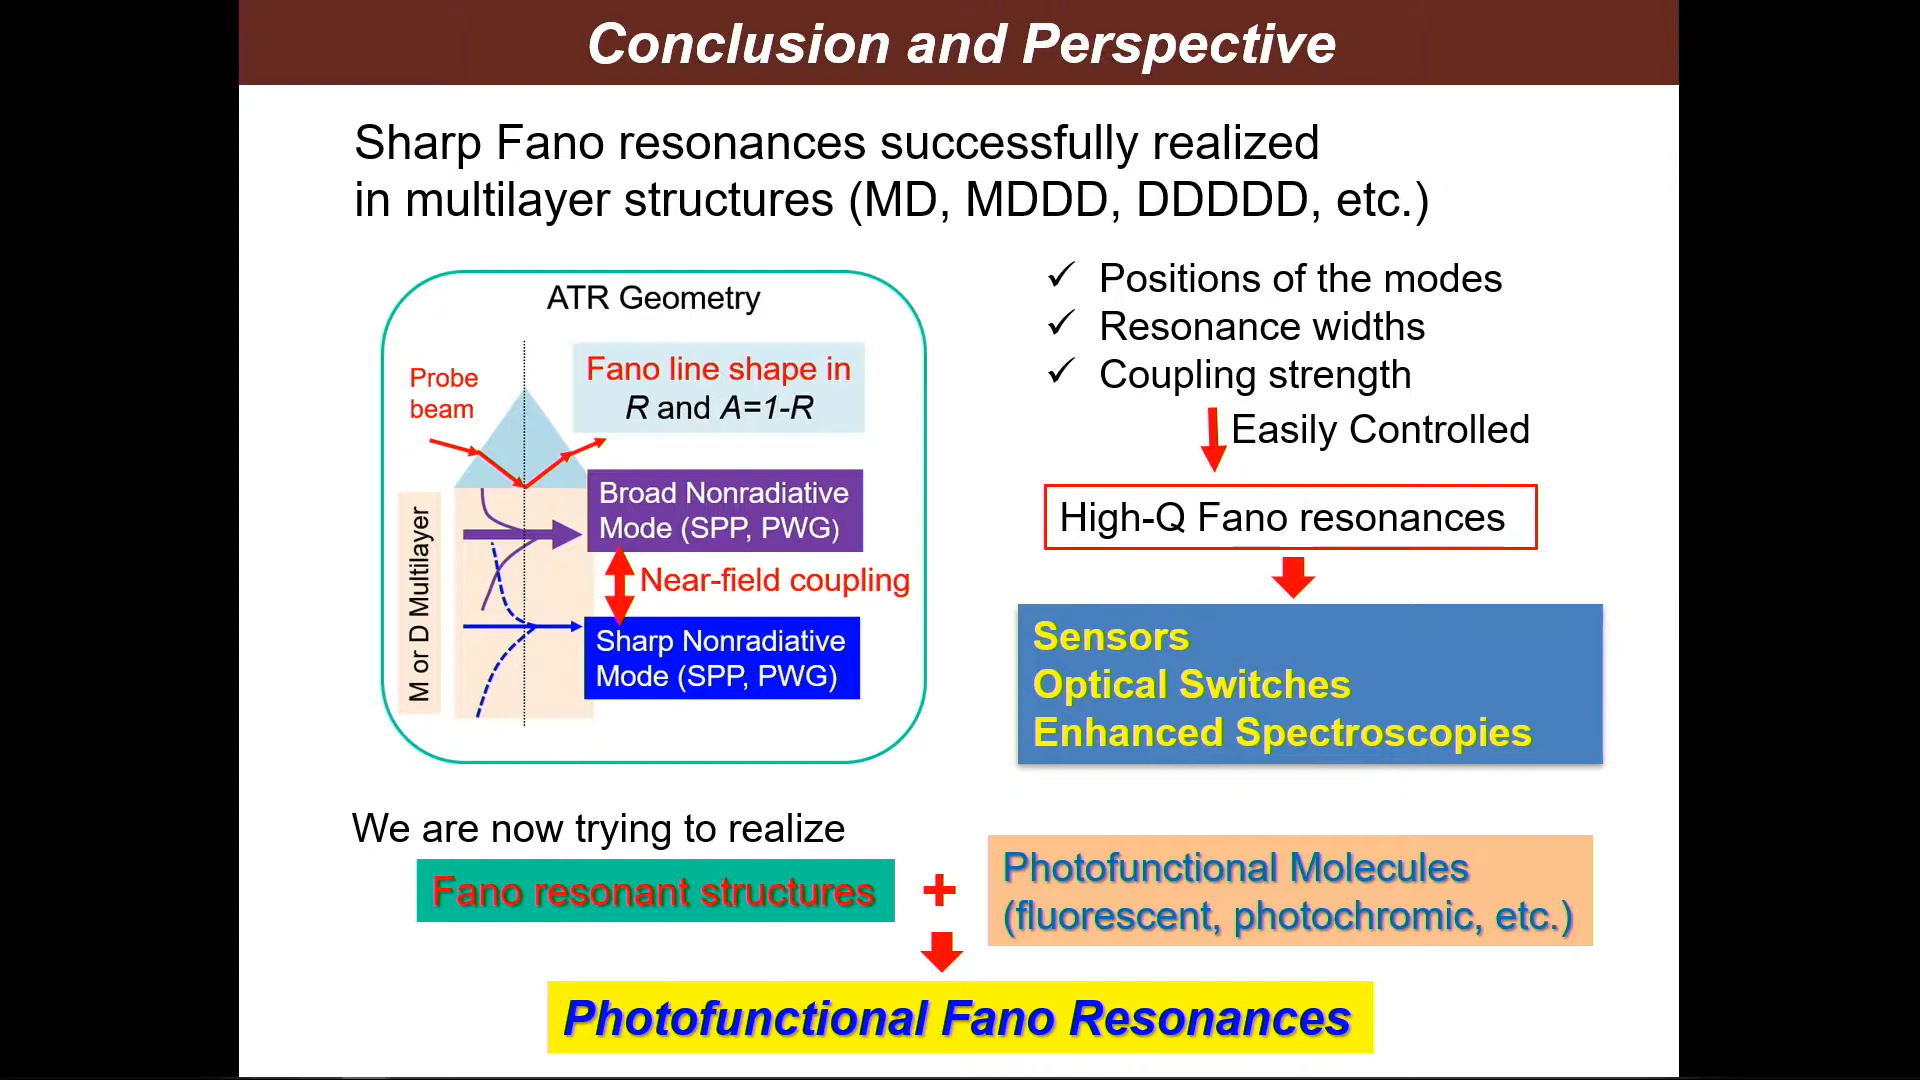 Conclusion and Perspective
Sharp Fano resonances successfully realized
in multilayer structures (MD, MDDD, DDDDD, etc.)
ATR Geometry
Probe
beam
Fano line shape in
R and A=1-R
M or D Multilayer
Broad Nonradiative
Mode (SPP, PWG)
Near-field coupling
Sharp Nonradiative
Mode (SPP, PWG)
✓ Positions of the modes
✓ Resonance widths
✓ Coupling strength
Easily Controlled
High-Q Fano resonances
Sensors
Optical Switches
Enhanced Spectroscopies
We are now trying to realize
Fano resonant structures
+
Photofunctional Molecules
(fluorescent, photochromic, etc.)
Photofunctional Fano Resonances